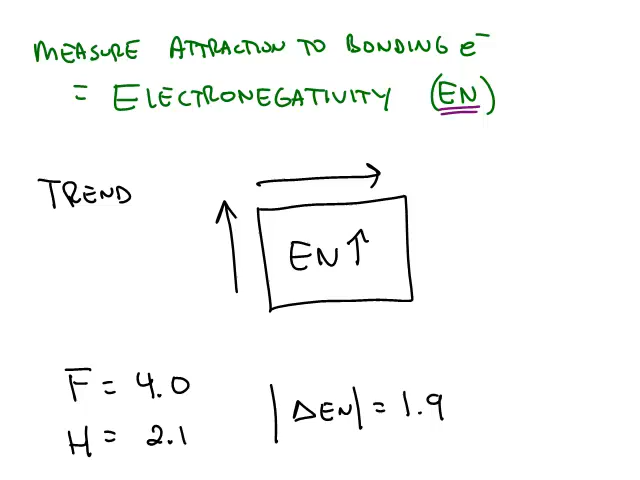 MEASURE ATTRACTION TO BONDING e⁻
= ELECTRONEGATIVITY (EN)
TREND
EN↑
F = 4.0
|ΔEN| = 1.9
H = 2.1